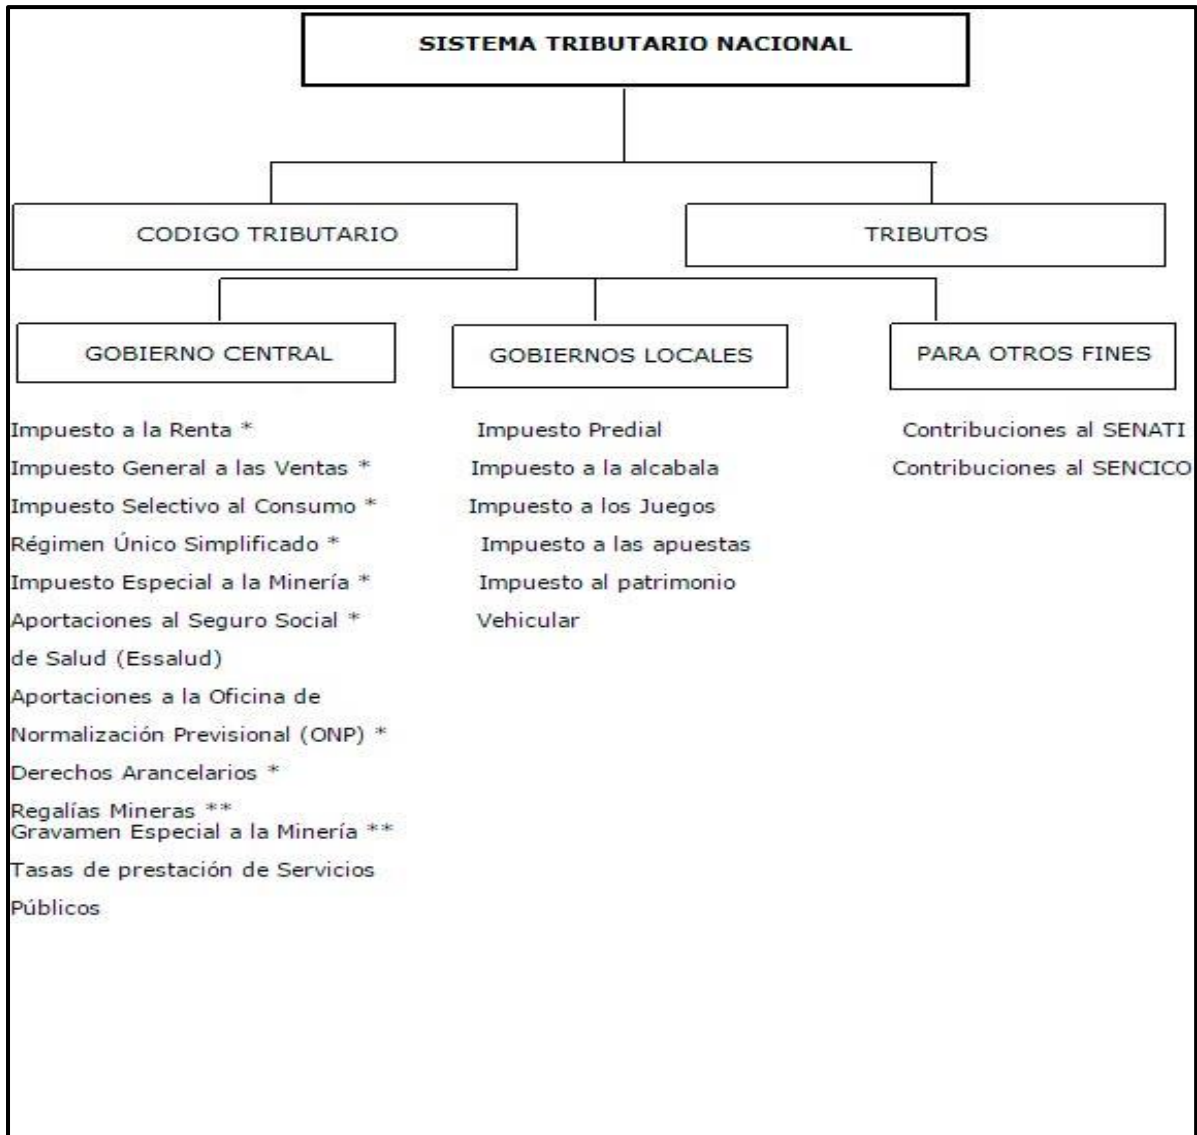 SISTEMA TRIBUTARIO NACIONAL
CODIGO TRIBUTARIO
TRIBUTOS
GOBIERNO CENTRAL
GOBIERNOS LOCALES
PARA OTROS FINES
Impuesto a la Renta *
Impuesto General a las Ventas *
Impuesto Selectivo al Consumo *
Régimen Único Simplificado *
Impuesto Especial a la Minería *
Aportaciones al Seguro Social *
de Salud (Essalud)
Aportaciones a la Oficina de
Normalización Previsional (ONP) *
Derechos Arancelarios *
Regalías Mineras **
Gravamen Especial a la Minería **
Tasas de prestación de Servicios
Públicos
Impuesto Predial
Impuesto a la alcabala
Impuesto a los Juegos
Impuesto a las apuestas
Impuesto al patrimonio
Vehicular
Contribuciones al SENATI
Contribuciones al SENCICO